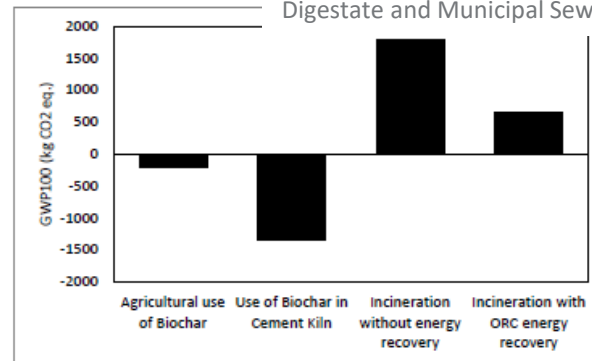 Digestate and Municipal Sew
2000
1500
1000
500
0
-500
-1000
-1500
-2000
GWP100 (kg CO2 eq.)
Agricultural use
of Biochar
Use of Biochar in
Cement Kiln
Incineration
without energy
recovery
Incineration with
ORC energy
recovery